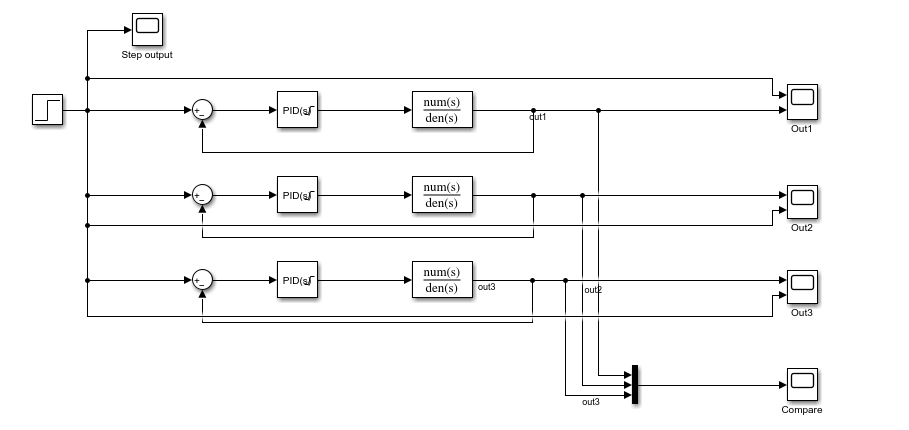 Step output
PID(s)
num(s)
den(s)
out1
Out1
PID(s)
num(s)
den(s)
Out2
PID(s)
num(s)
den(s)
out3
out2
Out3
out3
Compare